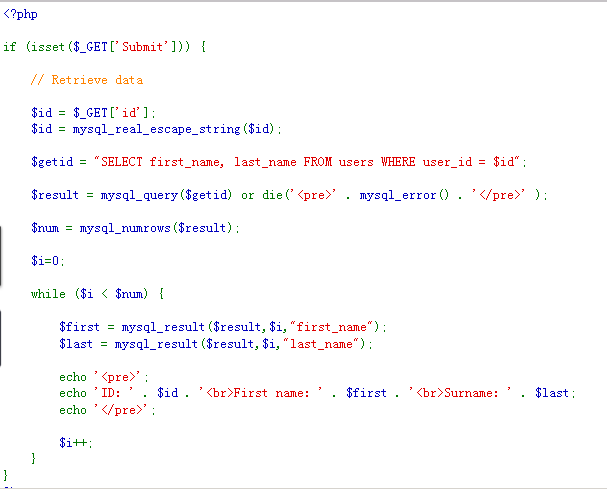 <?php
if (isset($_GET['Submit'])) {
// Retrieve data
$id = $_GET['id'];
$id = mysql_real_escape_string($id);
$getid = "SELECT first_name, last_name FROM users WHERE user_id = $id";
$result = mysql_query($getid) or die('<pre>' . mysql_error() . '</pre>' );
$num = mysql_numrows($result);
$i=0;
while ($i < $num) {
$first = mysql_result($result,$i,"first_name");
$last = mysql_result($result,$i,"last_name");
echo '<pre>';
echo 'ID: ' . $id . '<br>First name: ' . $first . '<br>Surname: ' . $last;
echo '</pre>';
$i++;
}
}